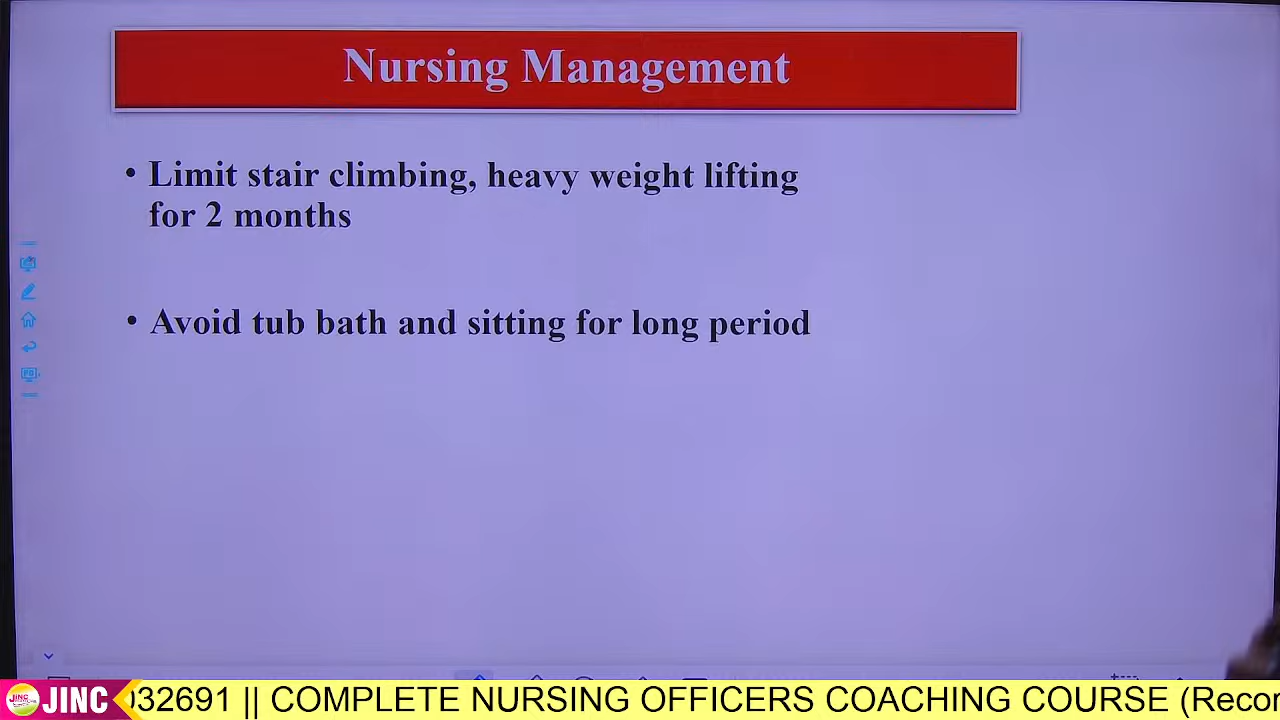 Nursing Management
• Limit stair climbing, heavy weight lifting
for 2 months
• Avoid tub bath and sitting for long period
JINC 032691 || COMPLETE NURSING OFFICERS COACHING COURSE (Recor